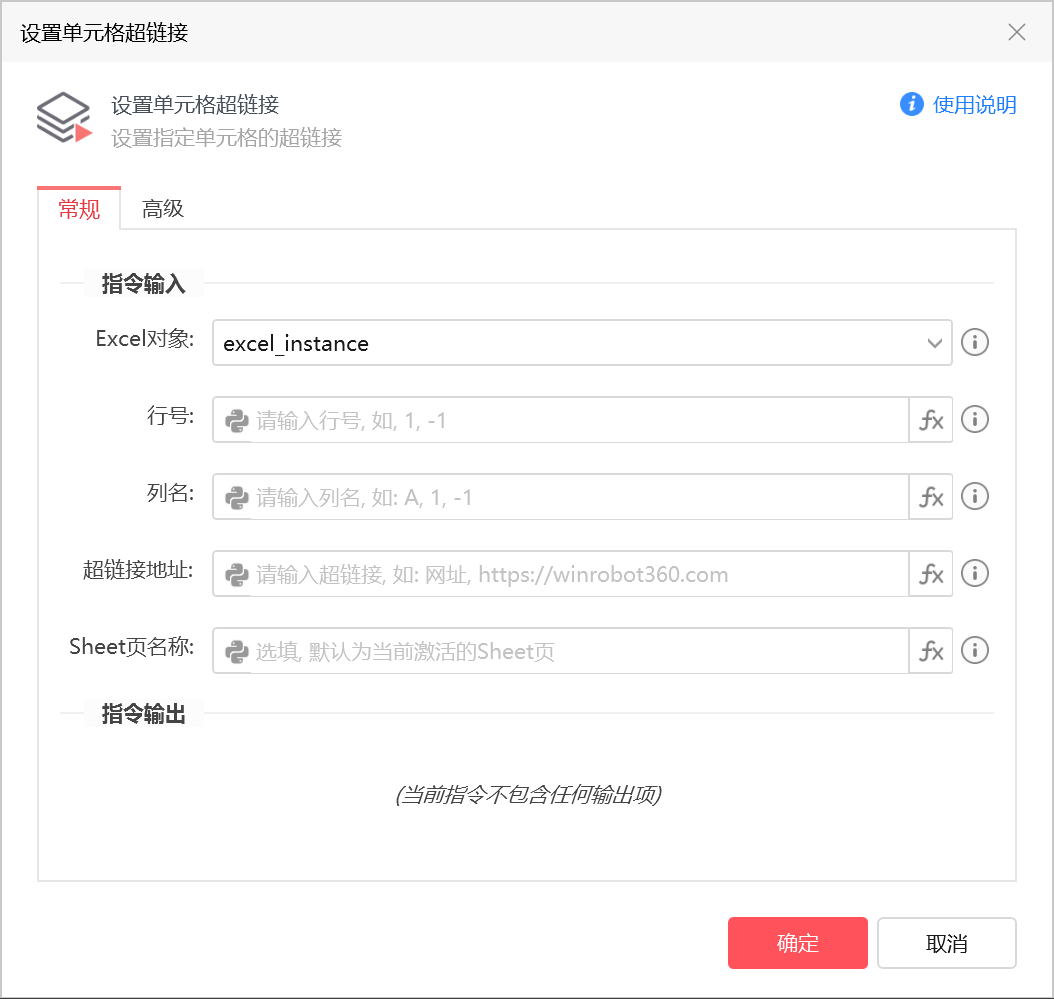 设置单元格超链接
设置单元格超链接
使用说明
设置指定单元格的超链接
常规 高级
指令输入
Excel对象: excel_instance
行号: 请输入行号, 如, 1, -1 fx
列名: 请输入列名, 如: A, 1, -1 fx
超链接地址: 请输入超链接, 如: 网址, https://winrobot360.com fx
Sheet页名称: 选填, 默认为当前激活的Sheet页 fx
指令输出
(当前指令不包含任何输出项)
确定 取消